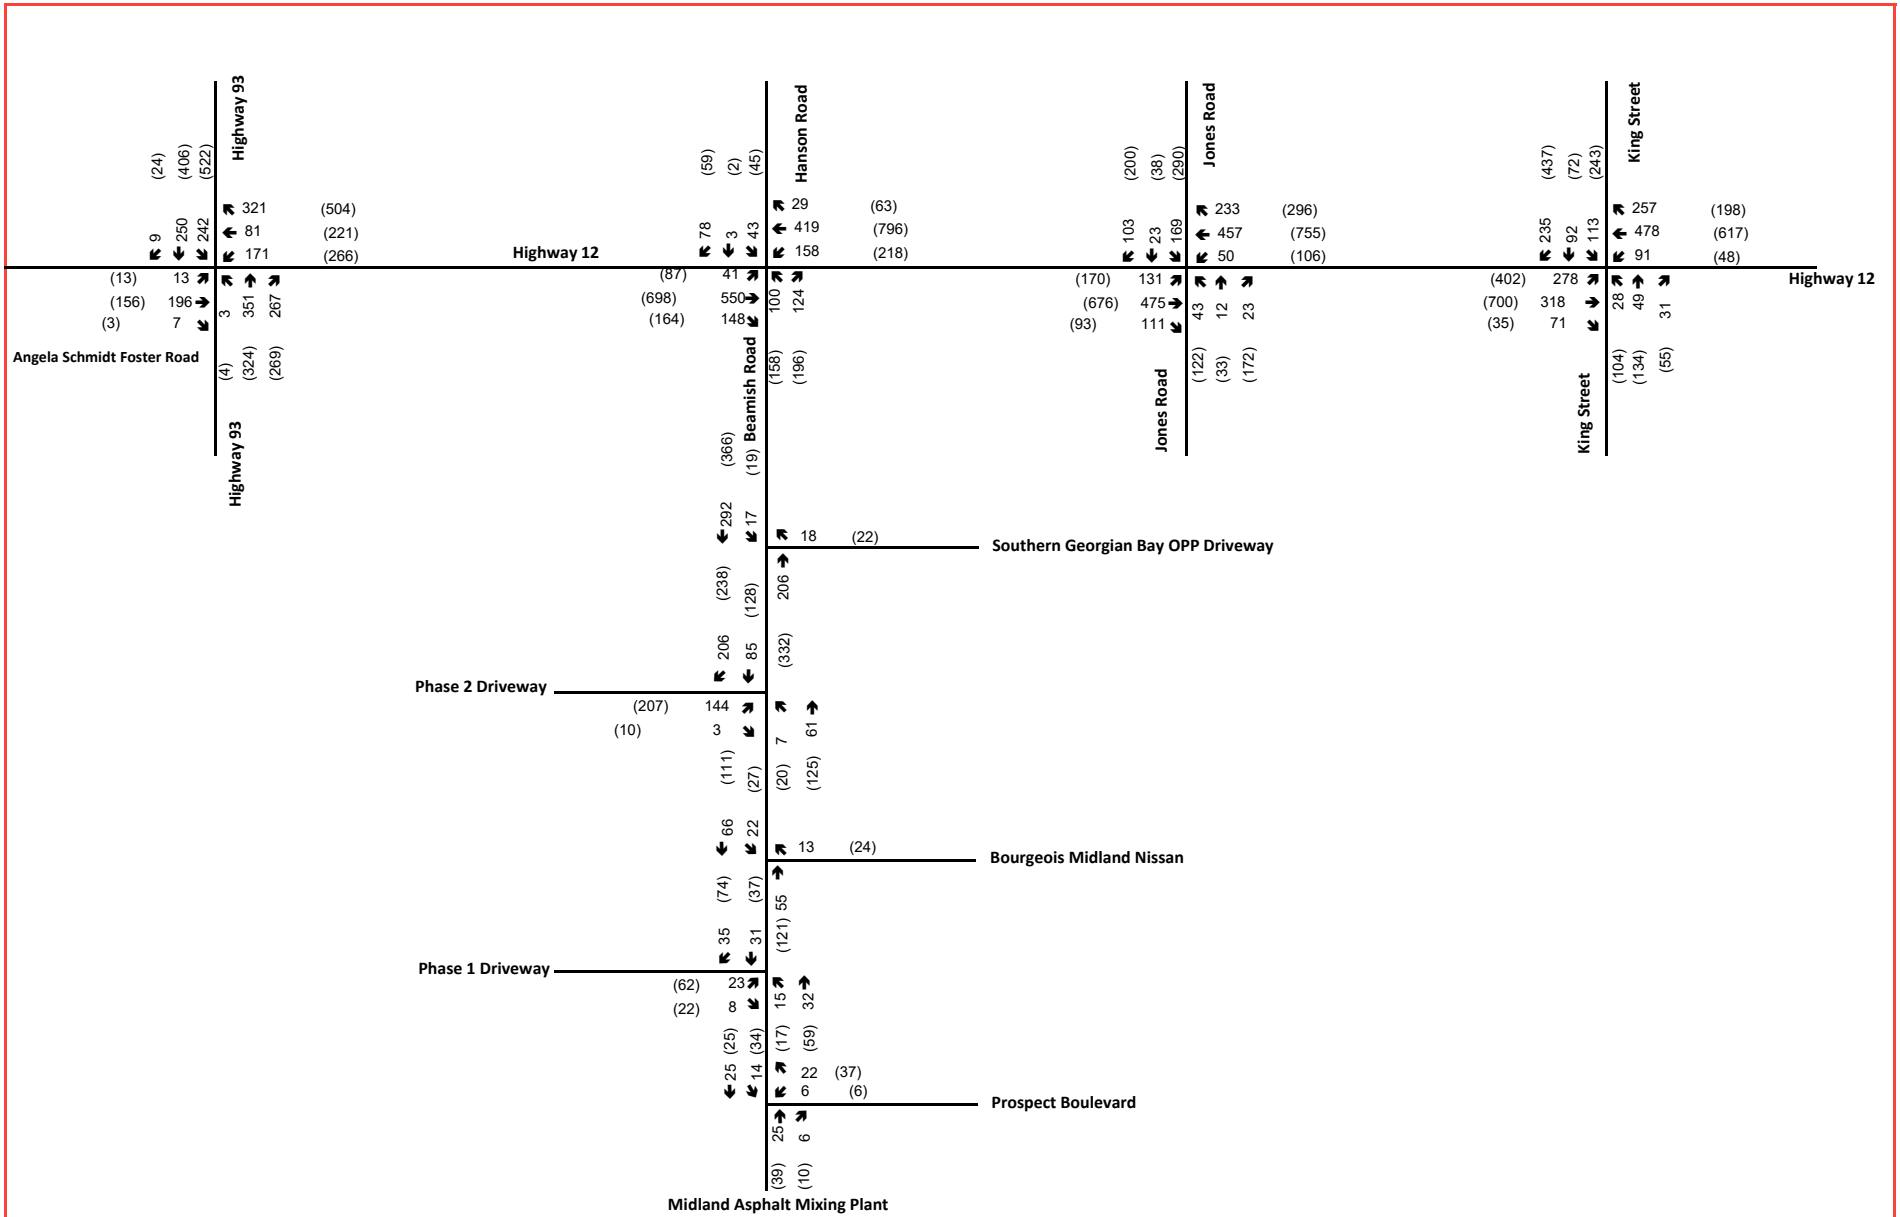 Highway 93
Hanson Road
Jones Road
King Street
(24) (406) (522)
(59) (2) (45)
(200) (38) (290)
(437) (72) (243)
9 250 242
321 (504)
81 (221)
171 (266)
78 3 43
29 (63)
419 (796)
158 (218)
103 23 169
233 (296)
457 (755)
50 (106)
235 92 113
257 (198)
478 (617)
91 (48)
Highway 12
Highway 12
(13) 13
(156) 196
(3) 7
3 351 267
(4) (324) (269)
Angela Schmidt Foster Road
Highway 93
(87) 41
(698) 550
(164) 148
100 124
(158) (196)
Beamish Road
(170) 131
(676) 475
(93) 111
43 12 23
(122) (33) (172)
Jones Road
(402) 278
(700) 318
(35) 71
28 49 31
(104) (134) (55)
King Street
(366) (19)
292 17
18 (22)
Southern Georgian Bay OPP Driveway
206
(332)
(238) (128)
206 85
Phase 2 Driveway
(207) 144
(10) 3
7 61
(20) (125)
(111) (27)
66 22
13 (24)
Bourgeois Midland Nissan
55
(121)
(74) (37)
35 31
Phase 1 Driveway
(62) 23
(22) 8
15 32
(17) (59)
(25) (34)
25 14
22 (37)
6 (6)
Prospect Boulevard
25 6
(39) (10)
Midland Asphalt Mixing Plant